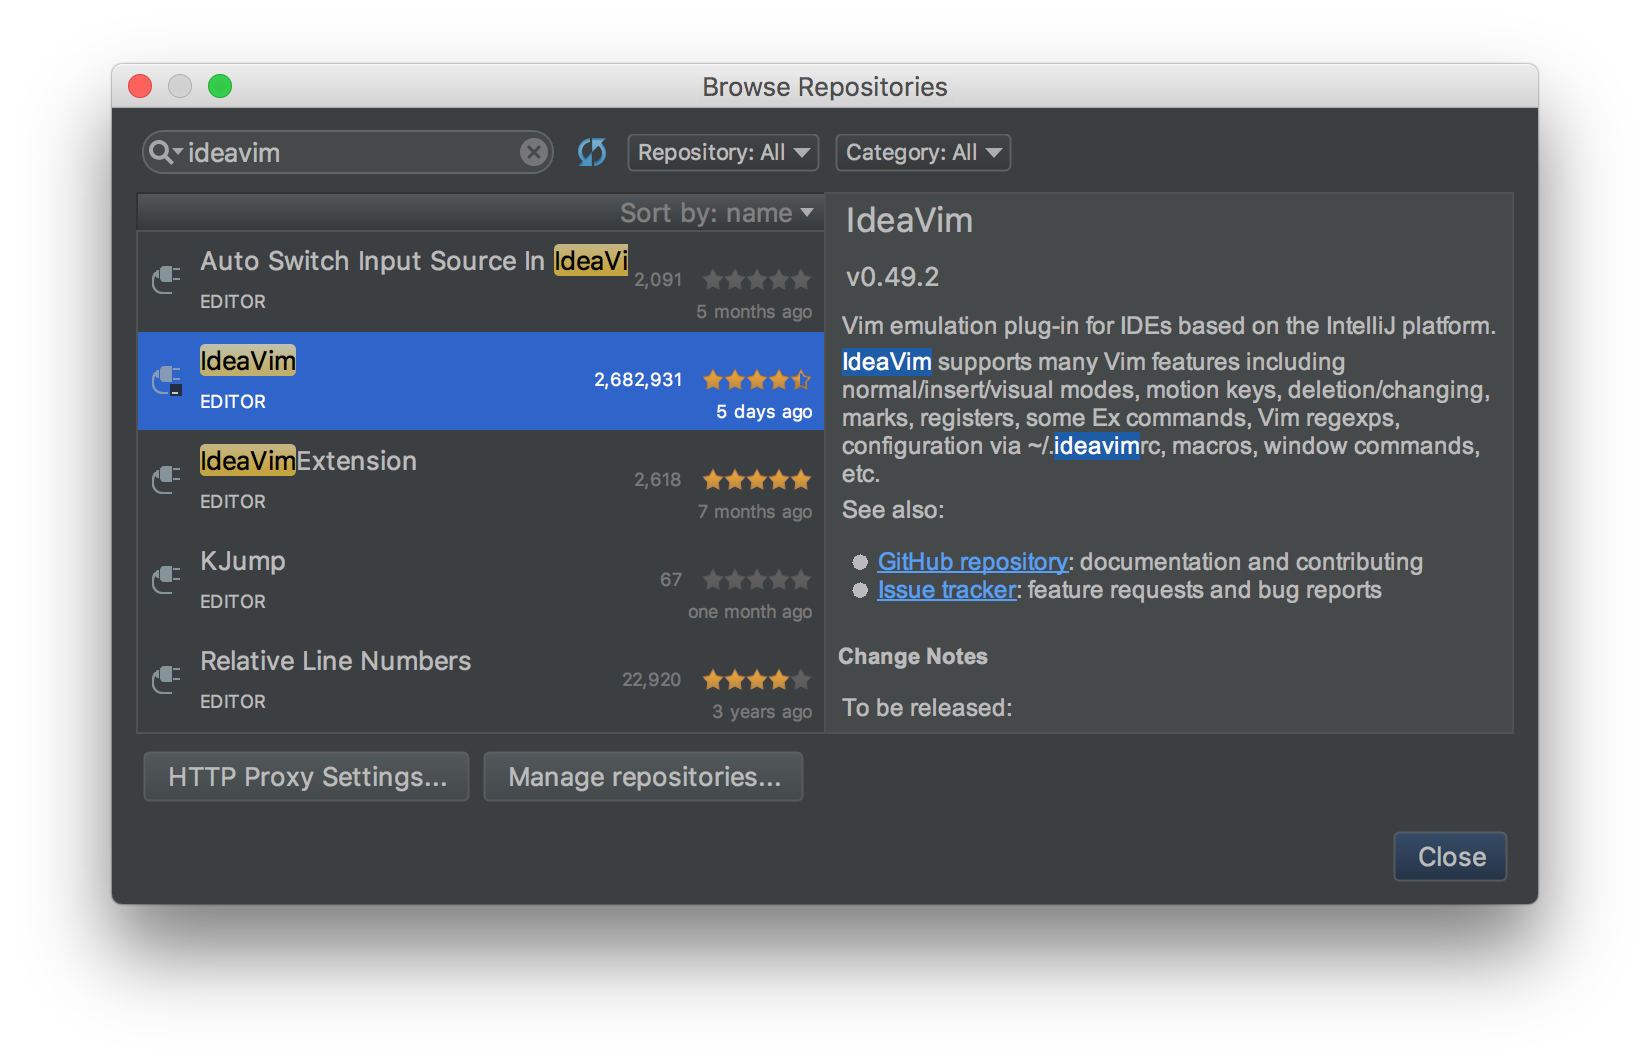 Browse Repositories
ideavim
Repository: All
Category: All
Sort by: name
Auto Switch Input Source In IdeaVi
2,091
EDITOR
5 months ago
IdeaVim
2,682,931
EDITOR
5 days ago
IdeaVimExtension
2,618
EDITOR
7 months ago
KJump
67
EDITOR
one month ago
Relative Line Numbers
22,920
EDITOR
3 years ago
IdeaVim
v0.49.2
Vim emulation plug-in for IDEs based on the IntelliJ platform.
IdeaVim supports many Vim features including
normal/insert/visual modes, motion keys, deletion/changing,
marks, registers, some Ex commands, Vim regexps,
configuration via ~/.ideavimrc, macros, window commands,
etc.
See also:
GitHub repository: documentation and contributing
Issue tracker: feature requests and bug reports
Change Notes
To be released:
HTTP Proxy Settings...
Manage repositories...
Close